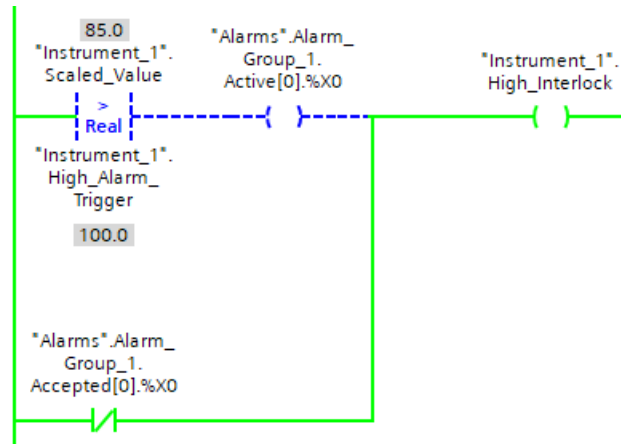 85.0
"Instrument_1".
Scaled_Value
>
Real
"Instrument_1".
High_Alarm_
Trigger
100.0
"Alarms".Alarm_
Group_1.
Active[0].%X0
"Instrument_1".
High_Interlock
"Alarms".Alarm_
Group_1.
Accepted[0].%X0